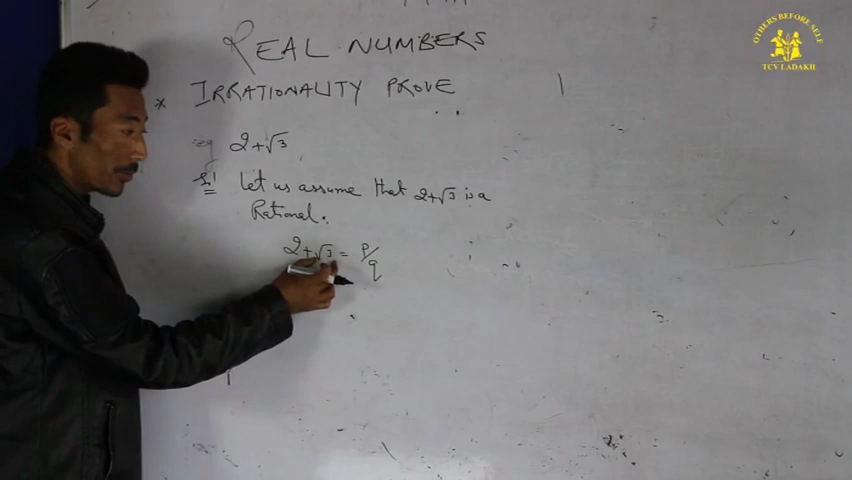 REAL NUMBERS
* IRRATIONALITY PROVE
eg 2+√3
Sol Let us assume that 2+√3 is a
Rational.
2+√3 = p/q
OTHERS BEFORE SELF
TCV LADAKH